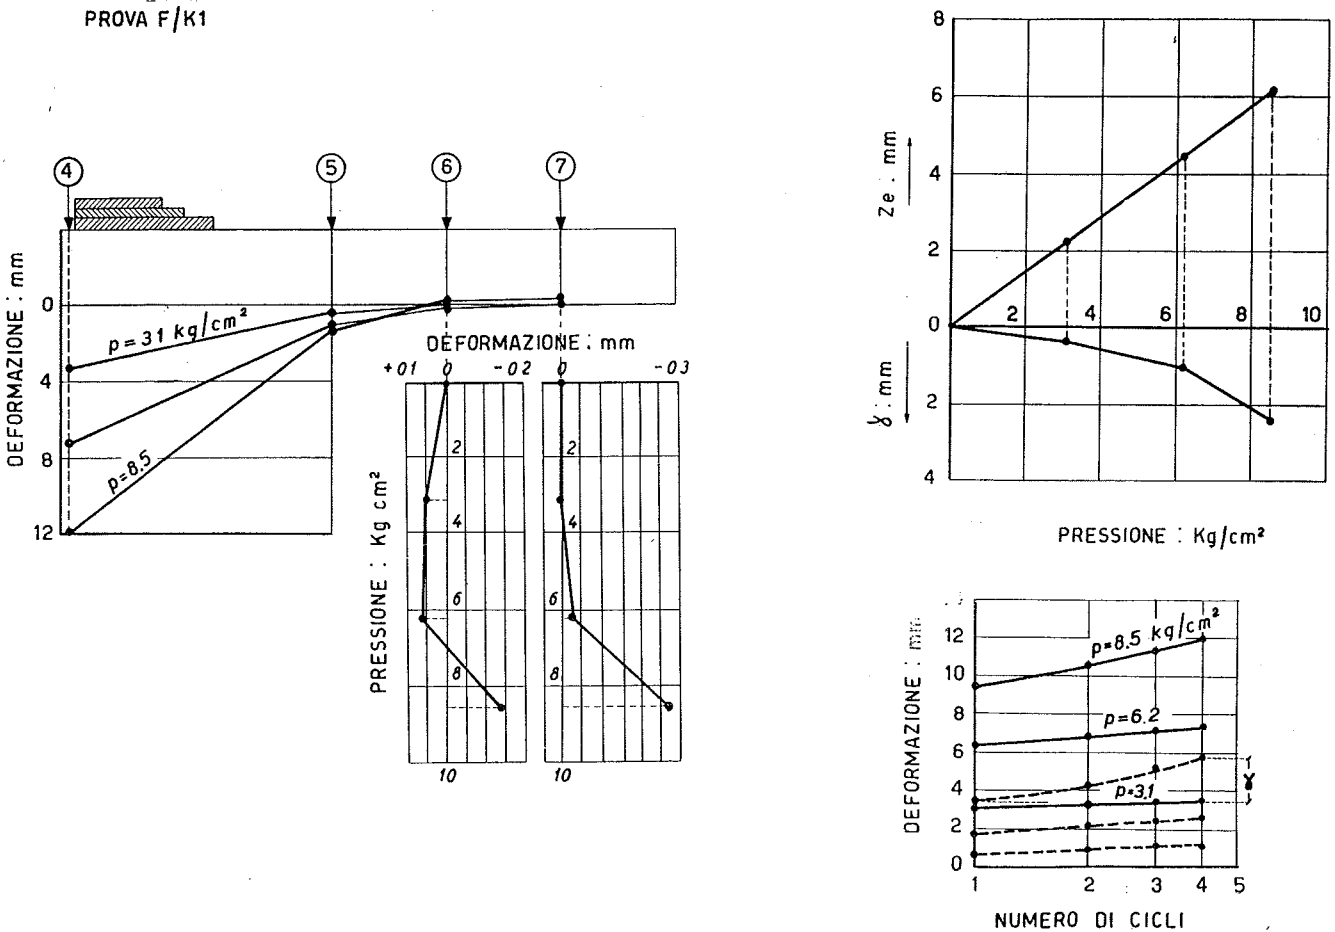 PROVA F/K1
4 5 6 7
DEFORMAZIONE : mm
0
4
8
12
p=31 kg/cm²
p=8.5
DEFORMAZIONE : mm
+01 0 -02
0 -03
PRESSIONE : Kg cm²
2 2
4 4
6 6
8 8
10 10
8
6
4
2
0
2
4
Ze : mm
ɣ : mm
2 4 6 8 10
PRESSIONE : Kg/cm²
DEFORMAZIONE : mm
12
10
8
6
4
2
0
p=8.5 kg/cm²
p=6.2
p=3.1
ɣ
1 2 3 4 5
NUMERO DI CICLI